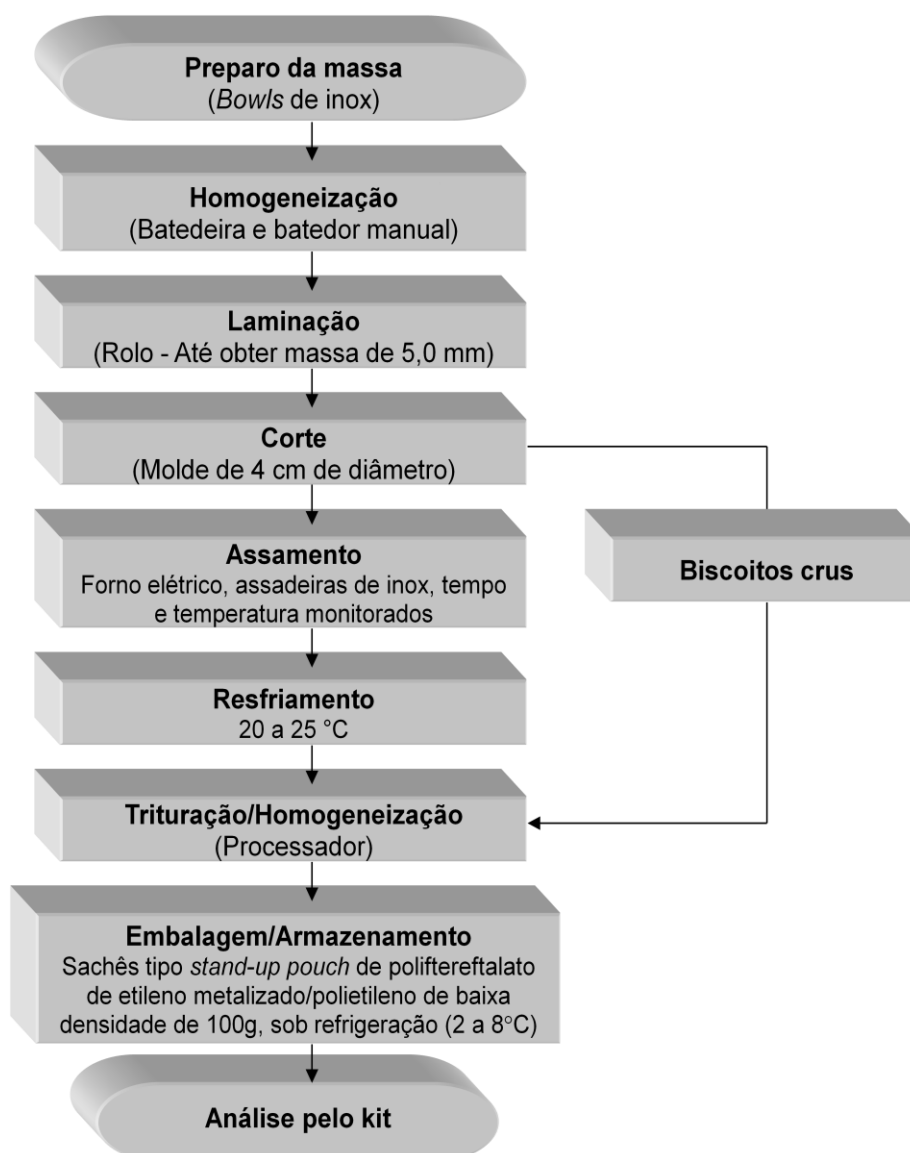 Preparo da massa
(Bowls de inox)
Homogeneização
(Batedeira e batedor manual)
Laminação
(Rolo - Até obter massa de 5,0 mm)
Corte
(Molde de 4 cm de diâmetro)
Assamento
Forno elétrico, assadeiras de inox, tempo
e temperatura monitorados
Biscoitos crus
Resfriamento
20 a 25 °C
Trituração/Homogeneização
(Processador)
Embalagem/Armazenamento
Sachês tipo stand-up pouch de poliftereftalato
de etileno metalizado/polietileno de baixa
densidade de 100g, sob refrigeração (2 a 8°C)
Análise pelo kit